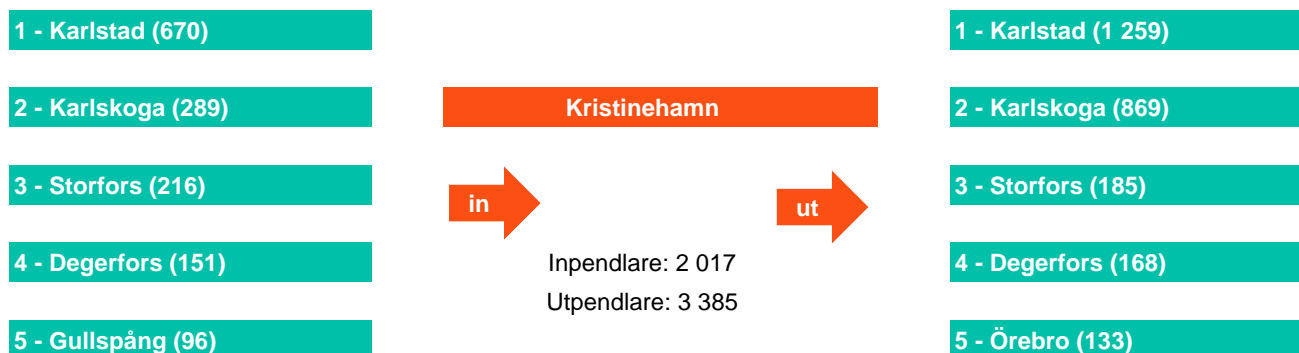 1 - Karlstad (670)
2 - Karlskoga (289)
3 - Storfors (216)
4 - Degerfors (151)
5 - Gullspång (96)
Kristinehamn
in
ut
Inpendlare: 2 017
Utpendlare: 3 385
1 - Karlstad (1 259)
2 - Karlskoga (869)
3 - Storfors (185)
4 - Degerfors (168)
5 - Örebro (133)